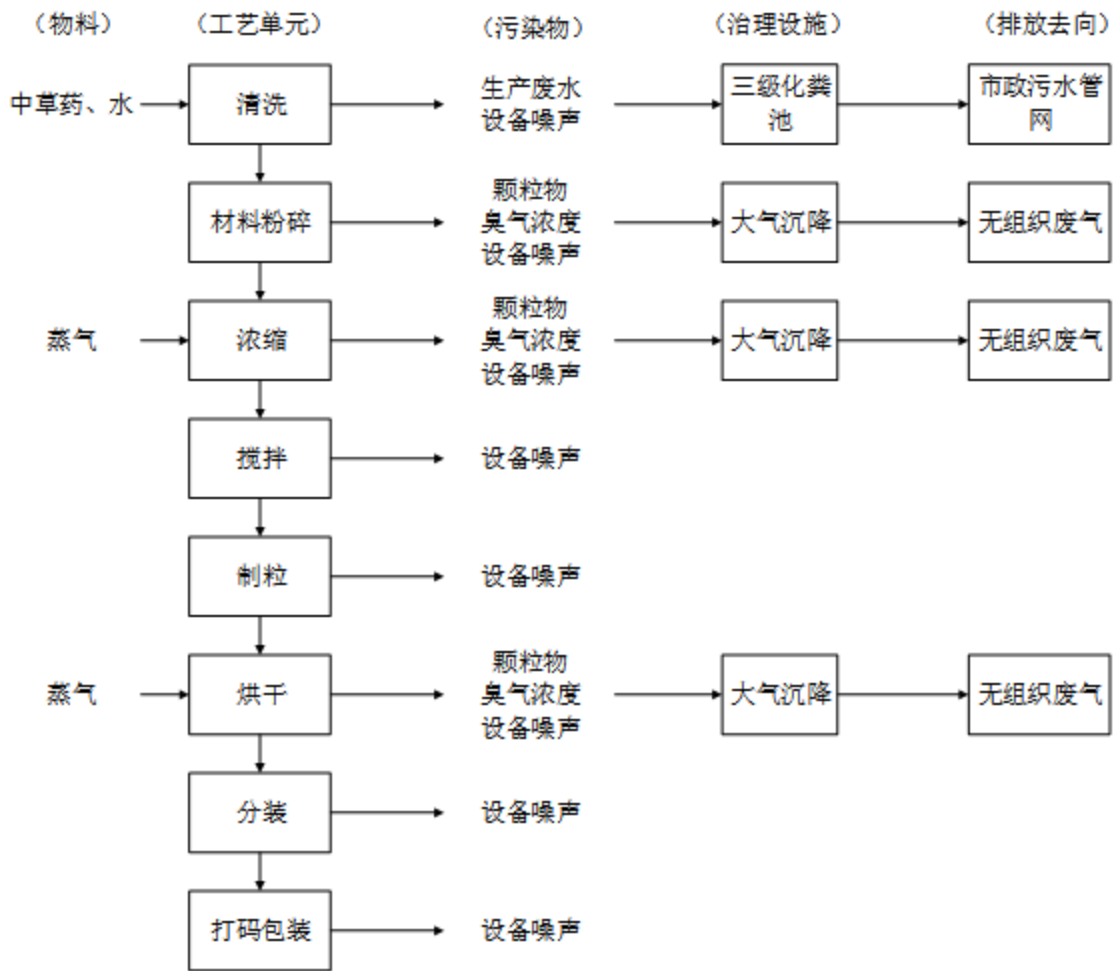 （物料）
（工艺单元）
（污染物）
（治理设施）
（排放去向）
中草药、水
清洗
生产废水
设备噪声
三级化粪
池
市政污水管
网
材料粉碎
颗粒物
臭气浓度
设备噪声
大气沉降
无组织废气
蒸气
浓缩
颗粒物
臭气浓度
设备噪声
大气沉降
无组织废气
搅拌
设备噪声
制粒
设备噪声
蒸气
烘干
颗粒物
臭气浓度
设备噪声
大气沉降
无组织废气
分装
设备噪声
打码包装
设备噪声